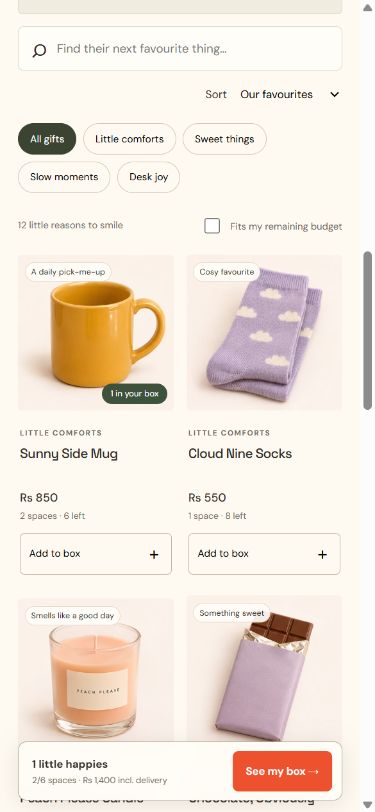 Find their next favourite thing...
Sort Our favourites
All gifts Little comforts Sweet things
Slow moments Desk joy
12 little reasons to smile Fits my remaining budget
A daily pick-me-up
1 in your box
Cosy favourite
LITTLE COMFORTS
Sunny Side Mug
Rs 850
2 spaces · 6 left
Add to box +
LITTLE COMFORTS
Cloud Nine Socks
Rs 550
1 space · 8 left
Add to box +
Smells like a good day
PEACH PLEASE
Something sweet
1 little happies
2/6 spaces · Rs 1,400 incl. delivery
See my box →